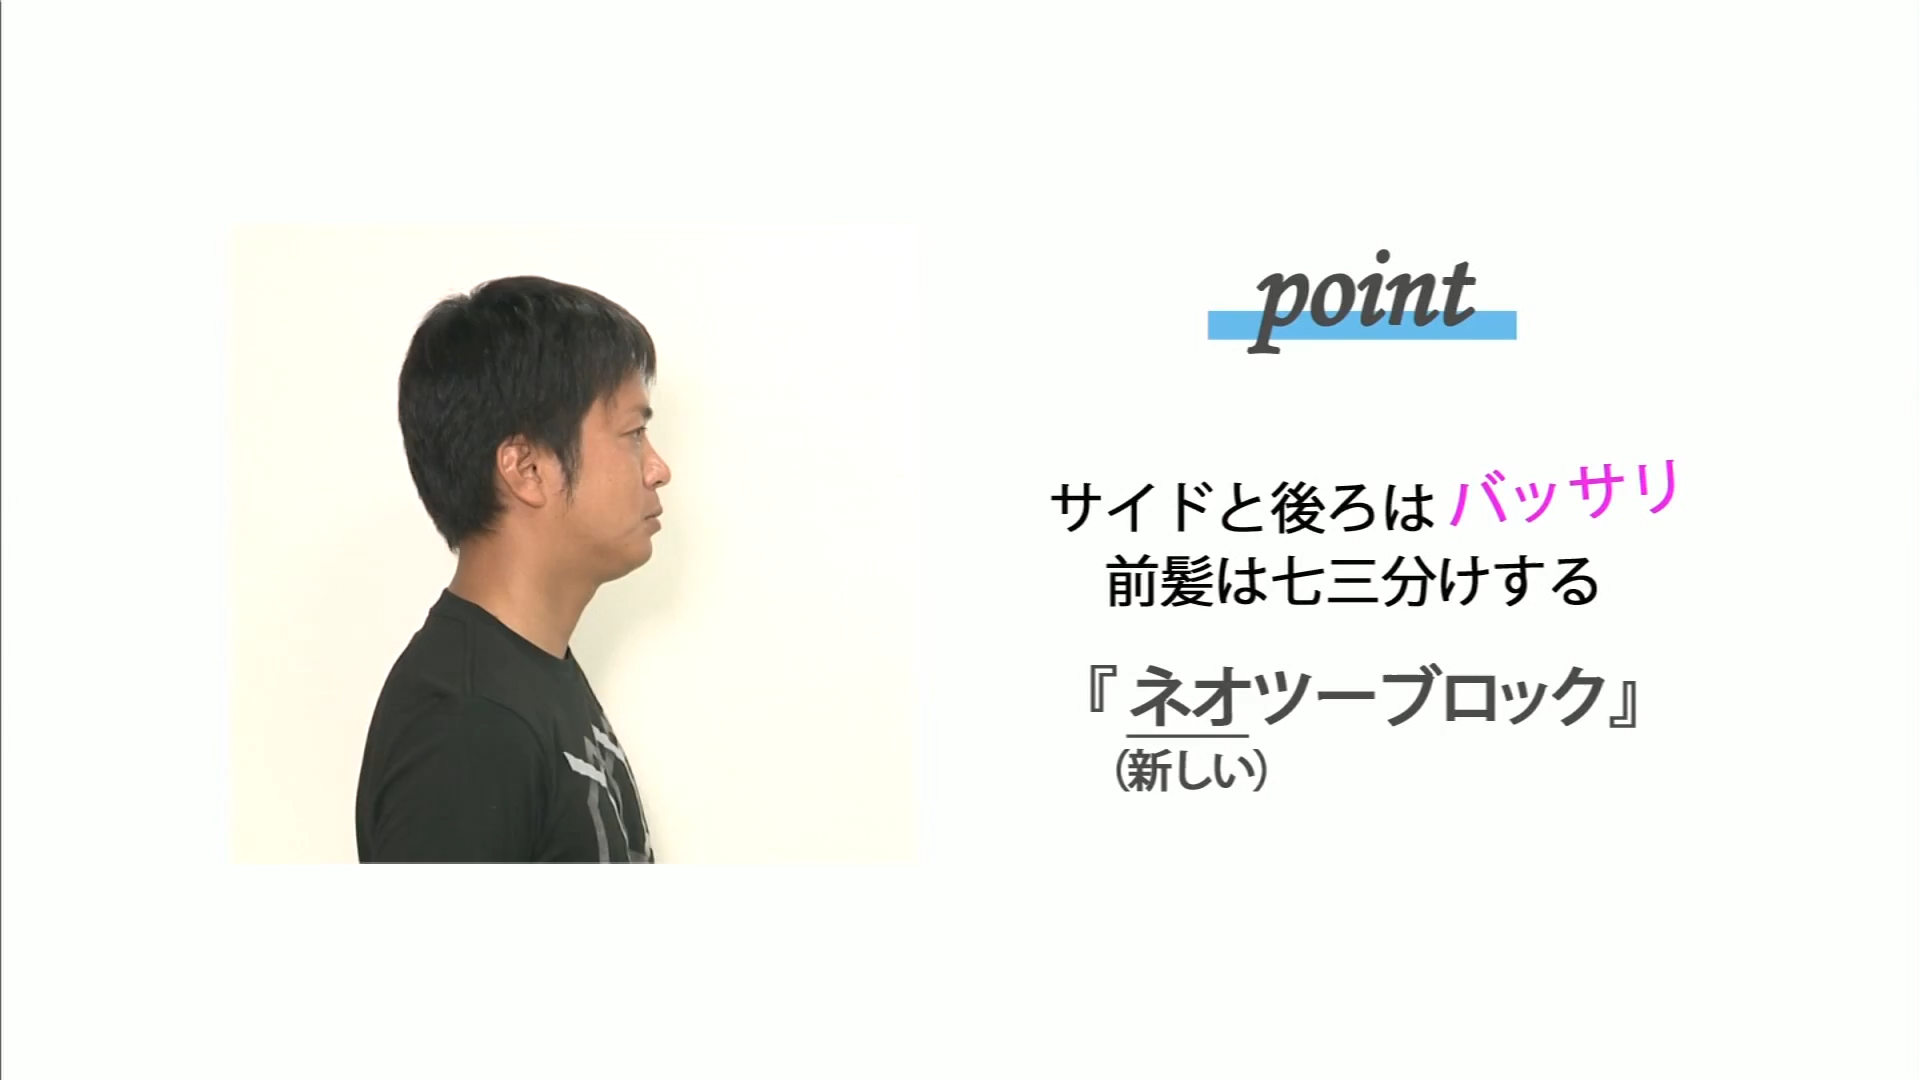 point
サイドと後ろはバッサリ
前髪は七三分けする
『ネオツーブロック』
(新しい)